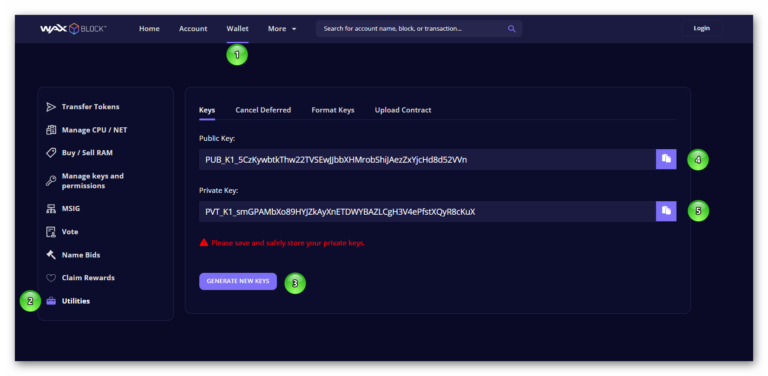 WAX BLOCK™ Home Account Wallet More Search for account name, block, or transaction... Login
1
Transfer Tokens
Manage CPU / NET
Buy / Sell RAM
Manage keys and
permissions
MSIG
Vote
Name Bids
Claim Rewards
2 Utilities
Keys Cancel Deferred Format Keys Upload Contract
Public Key:
PUB_K1_5CzKywbtkThw22TVSEwJJbbXHMrobShiJAezZxYjcHd8d52VVn 4
Private Key:
PVT_K1_smGPAMbXo89HYJZkAyXnETDWYBAZLCgH3V4ePfstXQyR8cKuX 5
Please save and safely store your private keys.
GENERATE NEW KEYS 3